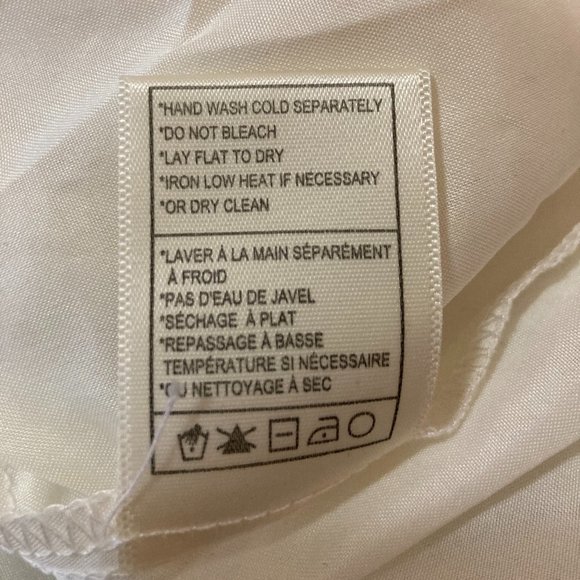 *HAND WASH COLD SEPARATELY
*DO NOT BLEACH
*LAY FLAT TO DRY
*IRON LOW HEAT IF NECESSARY
*OR DRY CLEAN
*LAVER À LA MAIN SÉPARÉMENT
À FROID
*PAS D'EAU DE JAVEL
*SÉCHAGE À PLAT
*REPASSAGE À BASSE
TEMPÉRATURE SI NÉCESSAIRE
*OU NETTOYAGE À SEC